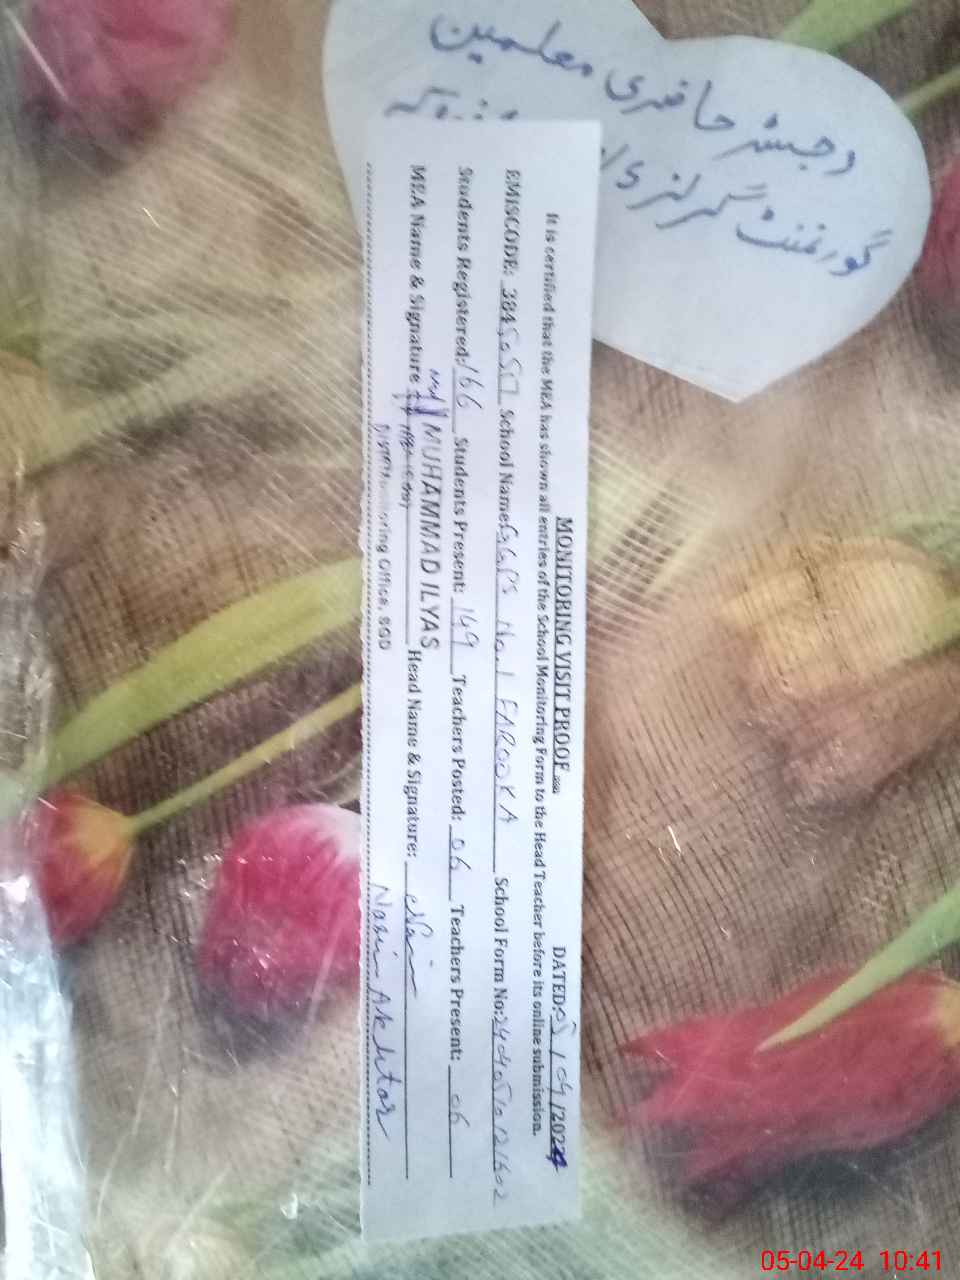 رجسٹر حاضری معلمین
گورنمنٹ گرلز
MONITORING VISIT PROOF
DATED: 05/04/2024
It is certified that the MEA has shown all entries of the School Monitoring Form to the Head Teacher before its online submission.
EMISCODE: School Name: GGPS No.1 FAROOKA School Form No:
Students Registered: 166 Students Present: 149 Teachers Posted: 06 Teachers Present: 06
MEA Name & Signature MUHAMMAD ILYAS Head Name & Signature:
Monitoring Office, SGD
Nasim Akhtar
05-04-24 10:41